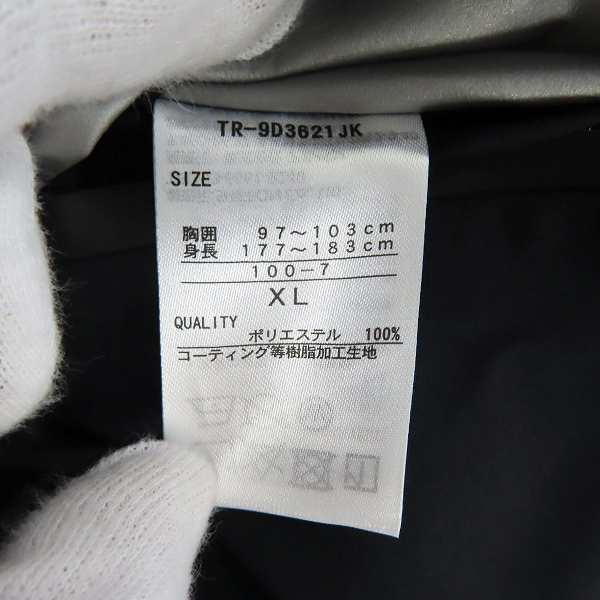 TR-9D3621JK
SIZE
胸囲 97～103cm
身長 177～183cm
100-7
XL
QUALITY
ポリエステル 100%
コーティング等樹脂加工生地